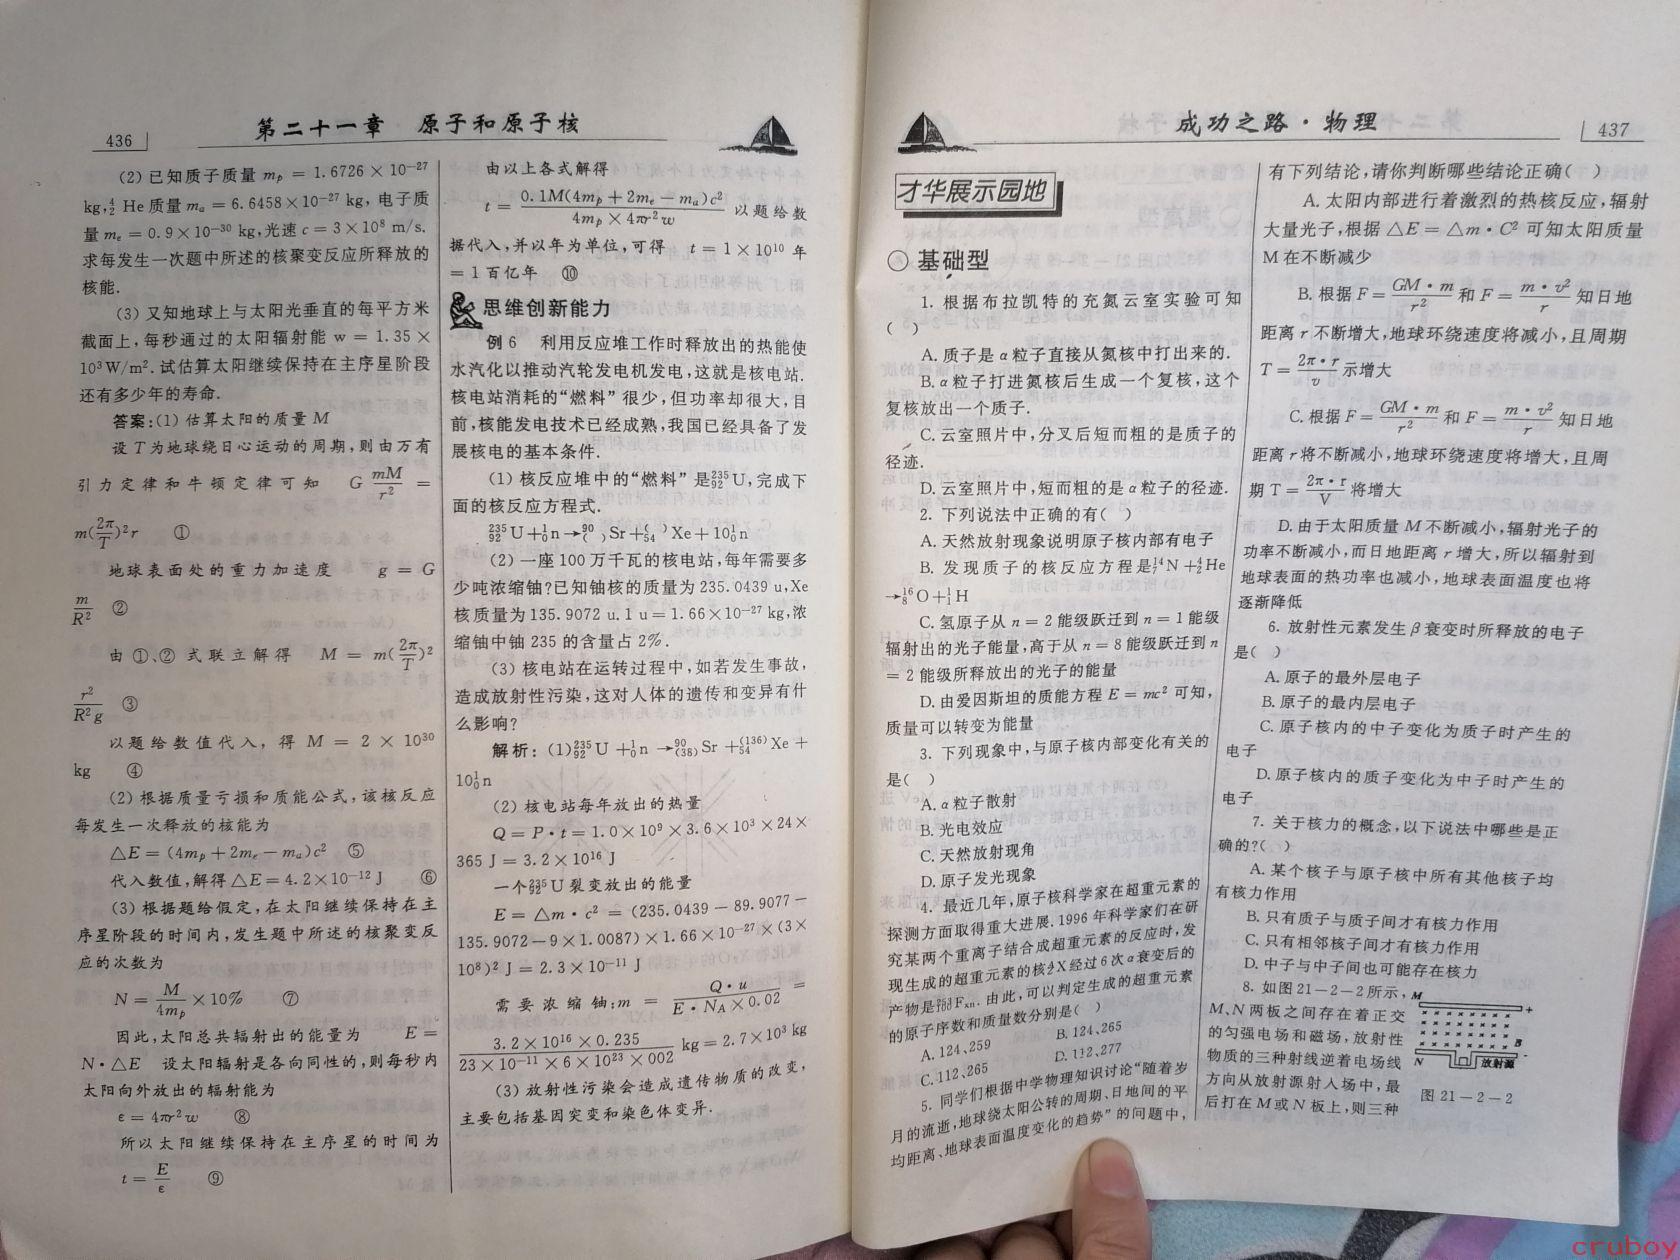 436
第二十一章 原子和原子核
(2)已知质子质量 mₚ = 1.6726×10⁻²⁷
kg,⁴₂He质量 mα = 6.6458×10⁻²⁷ kg, 电子质
量 mₑ = 0.9×10⁻³⁰ kg,光速 c = 3×10⁸ m/s.
求每发生一次题中所述的核聚变反应所释放的
核能.
(3)又知地球上与太阳光垂直的每平方米
截面上,每秒通过的太阳辐射能 w = 1.35×
10³W/m². 试估算太阳继续保持在主序星阶段
还有多少年的寿命.
答案:(1)估算太阳的质量 M
设 T为地球绕日心运动的周期,则由万有
引力定律和牛顿定律可知 G mM/r² =
m(2π/T)²r ①
地球表面处的重力加速度 g = G
m/R² ②
由 ①、② 式联立解得 M = m(2π/T)²
r²/R²g ③
以题给数值代入, 得 M = 2 × 10³⁰
kg ④
(2)根据质量亏损和质能公式,该核反应
每发生一次释放的核能为
△E=(4mₚ+2mₑ-mα)c² ⑤
代入数值,解得△E=4.2×10⁻¹² J ⑥
(3)根据题给假定,在太阳继续保持在主
序星阶段的时间内,发生题中所述的核聚变反
应的次数为
N = M/4mₚ ×10% ⑦
因此,太阳总共辐射出的能量为 E =
N·△E 设太阳辐射是各向同性的,则每秒内
太阳向外放出的辐射能为
ε = 4πr²w ⑧
所以太阳继续保持在主序星的时间为
t = E/ε ⑨
由以上各式解得
t = 0.1M(4mₚ+2mₑ-mα)c²/4mₚ×4πr²w 以题给数
据代入,并以年为单位,可得 t = 1×10¹⁰ 年
=1百亿年 ⑩
思维创新能力
例6 利用反应堆工作时释放出的热能使
水汽化以推动汽轮发电机发电,这就是核电站.
核电站消耗的“燃料”很少,但功率却很大,目
前,核能发电技术已经成熟,我国已经具备了发
展核电的基本条件.
(1)核反应堆中的“燃料”是²³⁵₉₂U,完成下
面的核反应方程式.
²³⁵₉₂U+¹₀n→⁹⁰₍ ₎Sr+⁽ ⁾₅₄Xe+10¹₀n
(2)一座100万千瓦的核电站,每年需要多
少吨浓缩铀?已知铀核的质量为235.0439 u,Xe
核质量为135.9072 u. 1 u=1.66×10⁻²⁷ kg,浓
缩铀中铀235的含量占2%.
(3)核电站在运转过程中,如若发生事故,
造成放射性污染,这对人体的遗传和变异有什
么影响?
解析: (1)²³⁵₉₂U+¹₀n→⁹⁰₍₃₈₎Sr+⁽¹³⁶⁾₅₄Xe+
10¹₀n
(2)核电站每年放出的热量
Q=P·t=1.0×10⁹×3.6×10³×24×
365 J=3.2×10¹⁶ J
一个²³⁵₉₂U裂变放出的能量
E=△m·c²=(235.0439-89.9077-
135.9072-9×1.0087)×1.66×10⁻²⁷×(3×
10⁸)² J=2.3×10⁻¹¹ J
需要浓缩铀:m = Q·u/E·N_A×0.02 =
3.2×10¹⁶×0.235/23×10⁻¹¹×6×10²³×002 kg=2.7×10³ kg
(3)放射性污染会造成遗传物质的改变,
主要包括基因突变和染色体变异.
成功之路·物理
437
才华展示园地
○ 基础型
1. 根据布拉凯特的充氮云室实验可知
( )
A. 质子是α粒子直接从氮核中打出来的.
B. α粒子打进氮核后生成一个复核,这个
复核放出一个质子.
C. 云室照片中,分叉后短而粗的是质子的
径迹.
D. 云室照片中,短而粗的是α粒子的径迹.
2. 下列说法中正确的有( )
A. 天然放射现象说明原子核内部有电子
B. 发现质子的核反应方程是¹⁴₇N+⁴₂He
→¹⁶₈O+¹₁H
C. 氢原子从 n=2能级跃迁到 n=1能级
辐射出的光子能量,高于从 n=8能级跃迁到 n
=2能级所释放出的光子的能量
D. 由爱因斯坦的质能方程 E=mc² 可知,
质量可以转变为能量
3. 下列现象中,与原子核内部变化有关的
是( )
A. α粒子散射
B. 光电效应
C. 天然放射现角
D. 原子发光现象
4. 最近几年,原子核科学家在超重元素的
探测方面取得重大进展. 1996年科学家们在研
究某两个重离子结合成超重元素的反应时,发
现生成的超重元素的核ᴬ_ZX经过6次α衰变后的
产物是²⁵³₁₀₀Fₓₙ. 由此,可以判定生成的超重元素
的原子序数和质量数分别是( )
A. 124、259 B. 124、265
C. 112、265 D. 112、277
5. 同学们根据中学物理知识讨论“随着岁
月的流逝,地球绕太阳公转的周期、日地间的平
均距离、地球表面温度变化的趋势”的问题中,
有下列结论,请你判断哪些结论正确( )
A. 太阳内部进行着激烈的热核反应,辐射
大量光子,根据△E=△m·C²可知太阳质量
M在不断减少
B. 根据 F=GM·m/r² 和 F=m·v²/r 知日地
距离 r 不断增大,地球环绕速度将减小,且周期
T=2π·r/v 示增大
C. 根据 F=GM·m/r² 和 F=m·v²/r 知日地
距离 r 将不断减小,地球环绕速度将增大,且周
期 T=2π·r/V 将增大
D. 由于太阳质量 M 不断减小,辐射光子的
功率不断减小,而日地距离 r 增大,所以辐射到
地球表面的热功率也减小,地球表面温度也将
逐渐降低
6. 放射性元素发生β衰变时所释放的电子
是( )
A. 原子的最外层电子
B. 原子的最内层电子
C. 原子核内的中子变化为质子时产生的
电子
D. 原子核内的质子变化为中子时产生的
电子
7. 关于核力的概念,以下说法中哪些是正
确的?( )
A. 某个核子与原子核中所有其他核子均
有核力作用
B. 只有质子与质子间才有核力作用
C. 只有相邻核子间才有核力作用
D. 中子与中子间也可能存在核力
8. 如图21-2-2所示,
M、N两板之间存在着正交
的匀强电场和磁场,放射性
物质的三种射线逆着电场线
方向从放射源射入场中,最
后打在M或N板上,则三种
M
+
B
N
-
放射源
图21-2-2
cruboy